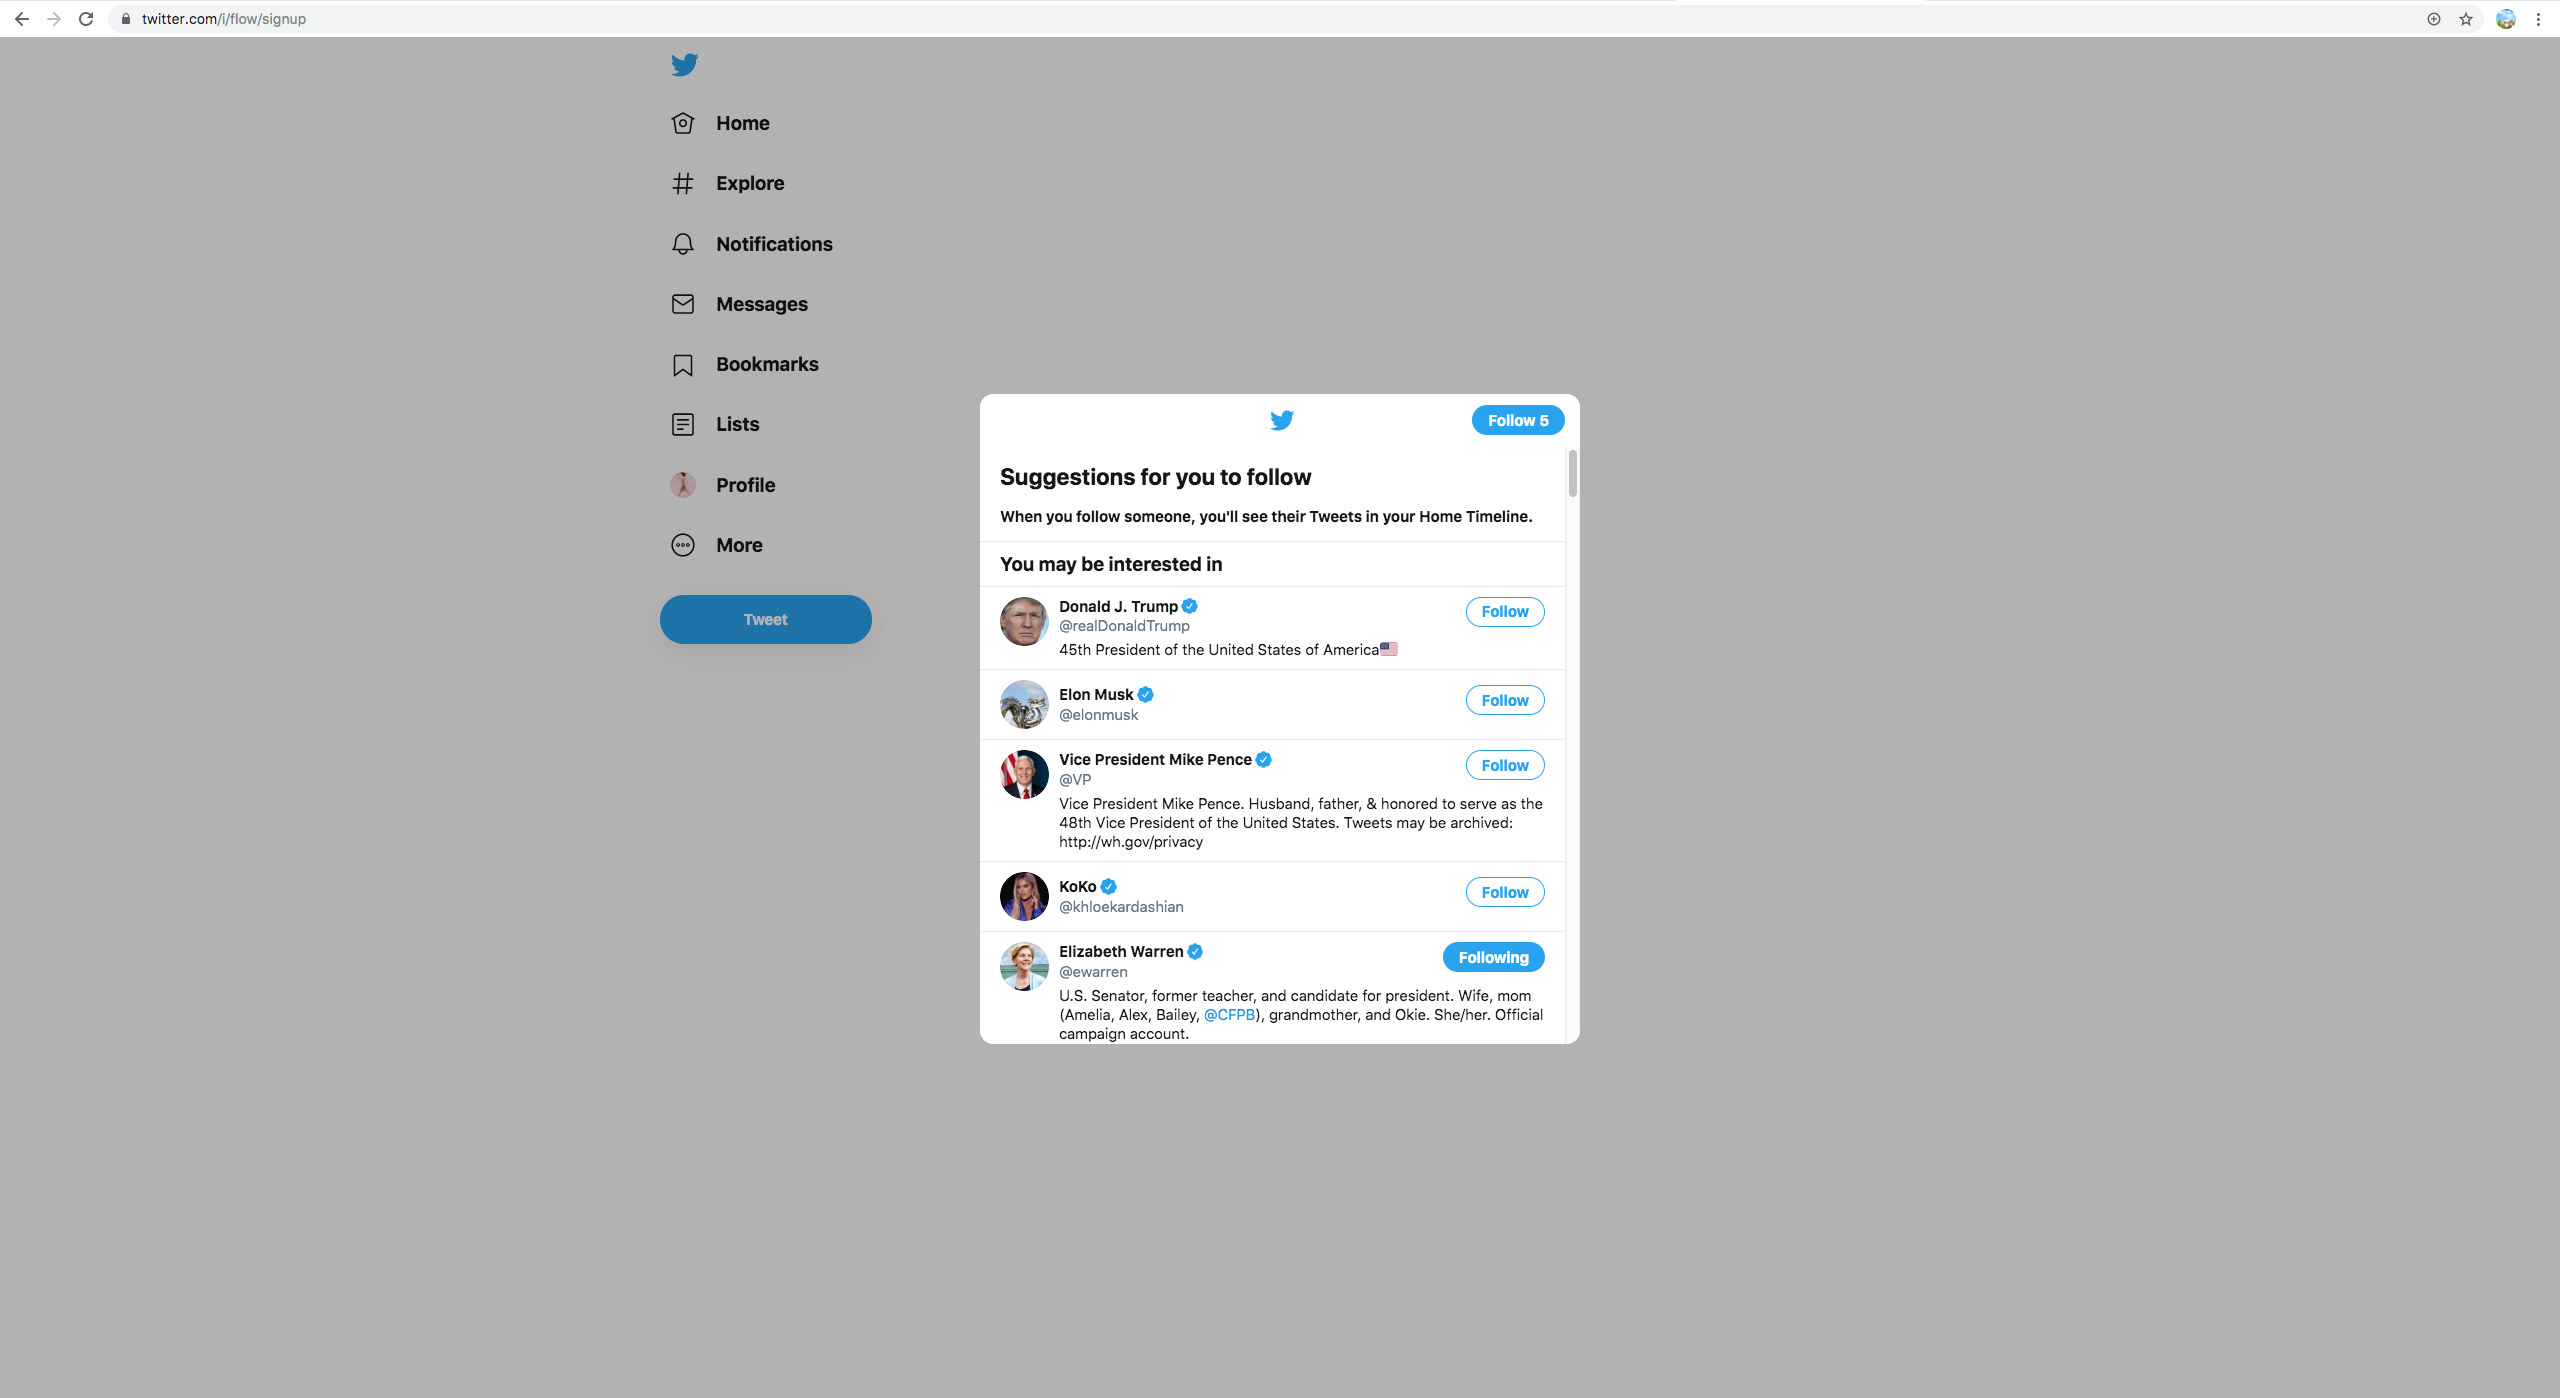 twitter.com/i/flow/signup
Home
Explore
Notifications
Messages
Bookmarks
Lists
Profile
More
Tweet
Follow 5
Suggestions for you to follow
When you follow someone, you'll see their Tweets in your Home Timeline.
You may be interested in
Donald J. Trump
Follow
@realDonaldTrump
45th President of the United States of America🇺🇸
Elon Musk
Follow
@elonmusk
Vice President Mike Pence
Follow
@VP
Vice President Mike Pence. Husband, father, & honored to serve as the
48th Vice President of the United States. Tweets may be archived:
http://wh.gov/privacy
KoKo
Follow
@khloekardashian
Elizabeth Warren
Following
@ewarren
U.S. Senator, former teacher, and candidate for president. Wife, mom
(Amelia, Alex, Bailey, @CFPB), grandmother, and Okie. She/her. Official
campaign account.